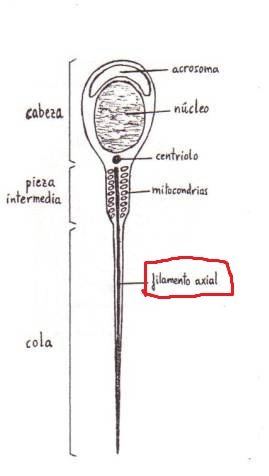 acrosoma
cabeza
núcleo
centriolo
pieza
intermedia
mitocondrias
filamento axial
cola